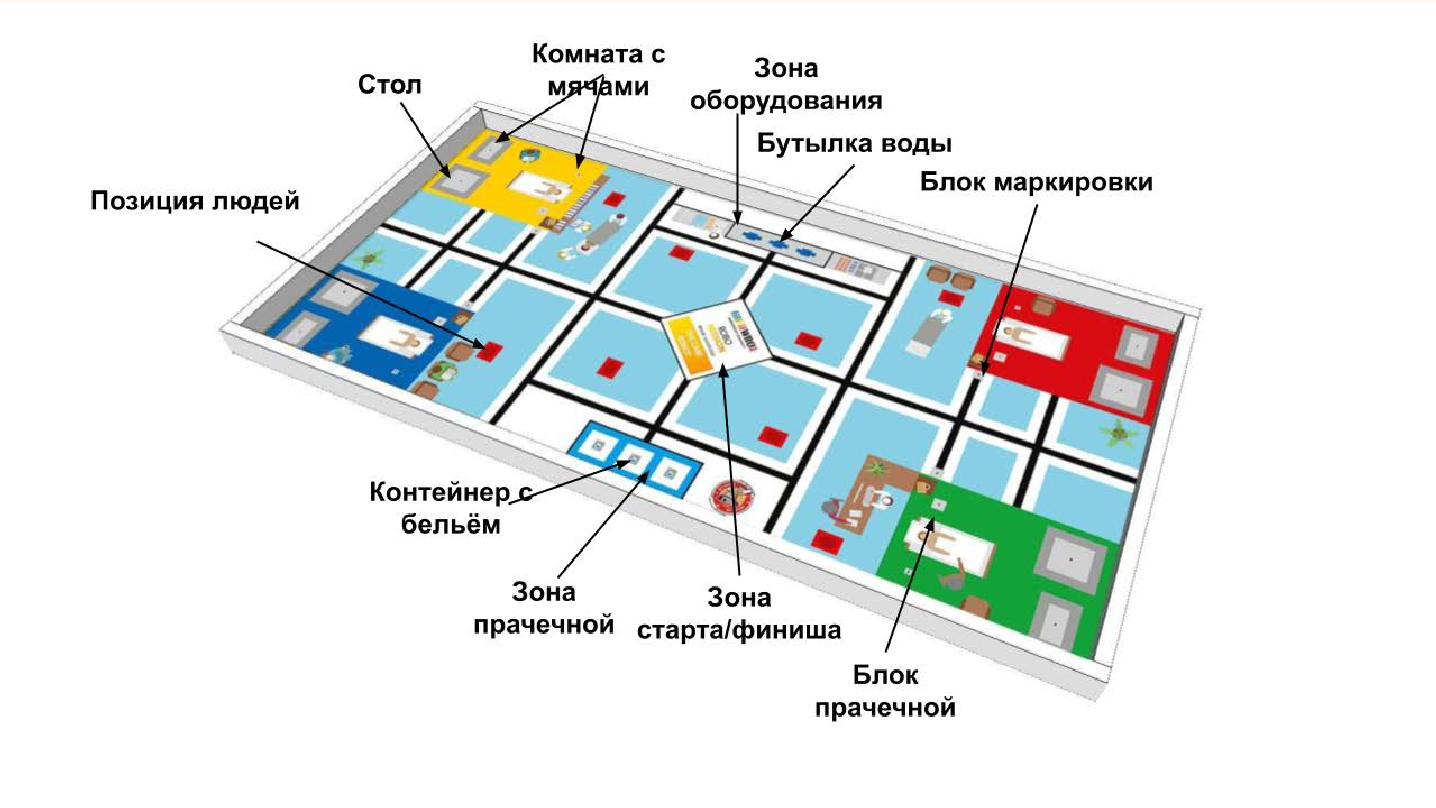 Комната с
мячами
Стол
Зона
оборудования
Бутылка воды
Блок маркировки
Позиция людей
Контейнер с
бельём
Зона
прачечной
Зона
старта/финиша
Блок
прачечной